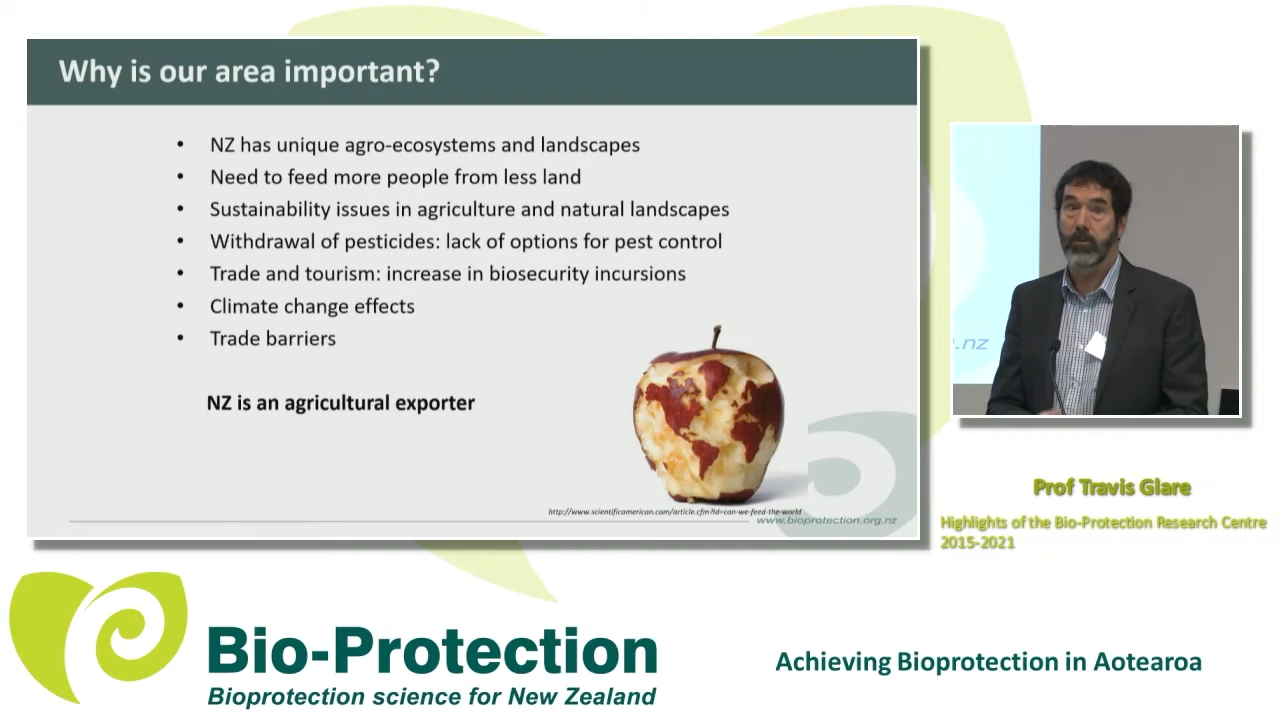 Why is our area important?
• NZ has unique agro-ecosystems and landscapes
• Need to feed more people from less land
• Sustainability issues in agriculture and natural landscapes
• Withdrawal of pesticides: lack of options for pest control
• Trade and tourism: increase in biosecurity incursions
• Climate change effects
• Trade barriers
NZ is an agricultural exporter
http://www.scientificamerican.com/article.cfm?id=can-we-feed-the-world
www.bioprotection.org.nz
.nz
Prof Travis Glare
Highlights of the Bio-Protection Research Centre
2015-2021
Bio-Protection
Bioprotection science for New Zealand
Achieving Bioprotection in Aotearoa